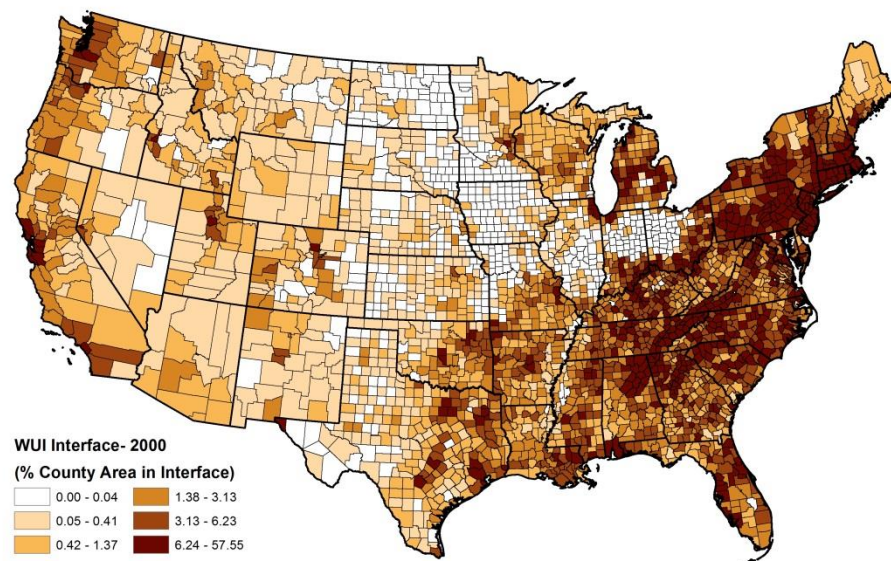 WUI Interface- 2000
(% County Area in Interface)
0.00 - 0.04
1.38 - 3.13
0.05 - 0.41
3.13 - 6.23
0.42 - 1.37
6.24 - 57.55